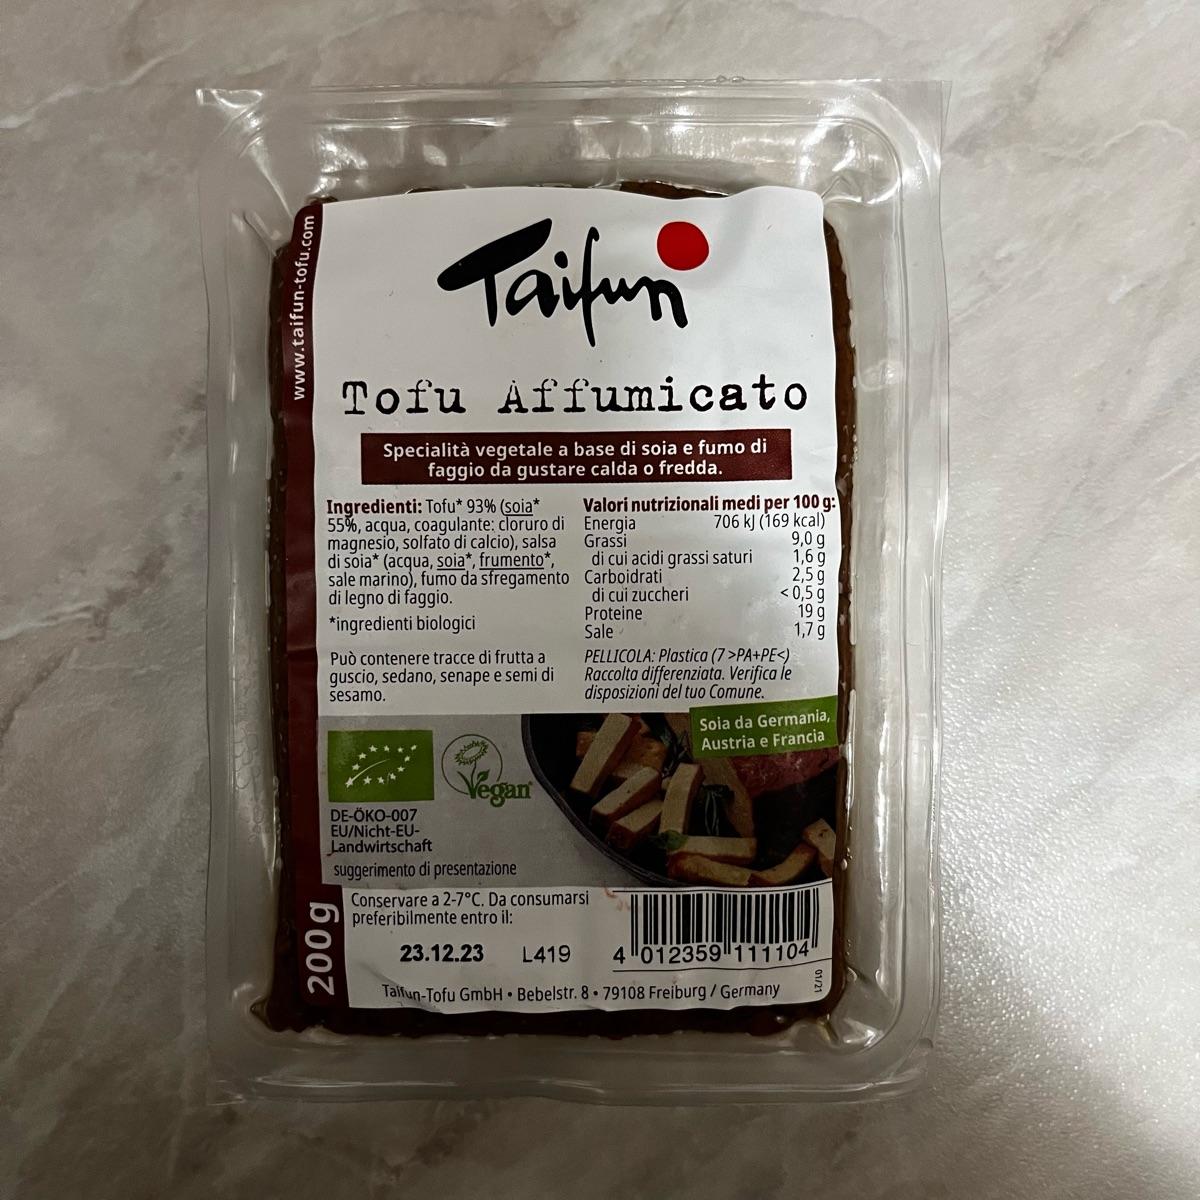 www.taifun-tofu.com
Taifun
Tofu Affumicato
Specialità vegetale a base di soia e fumo di
faggio da gustare calda o fredda.
Ingredienti: Tofu* 93% (soia*
55%, acqua, coagulante: cloruro di
magnesio, solfato di calcio), salsa
di soia* (acqua, soia*, frumento*,
sale marino), fumo da sfregamento
di legno di faggio.
*ingredienti biologici
Può contenere tracce di frutta a
guscio, sedano, senape e semi di
sesamo.
Valori nutrizionali medi per 100 g:
Energia 706 kJ (169 kcal)
Grassi 9,0 g
di cui acidi grassi saturi 1,6 g
Carboidrati 2,5 g
di cui zuccheri < 0,5 g
Proteine 19 g
Sale 1,7 g
PELLICOLA: Plastica (7 >PA+PE<)
Raccolta differenziata. Verifica le
disposizioni del tuo Comune.
Soia da Germania,
Austria e Francia
Vegan
DE-ÖKO-007
EU/Nicht-EU-
Landwirtschaft
suggerimento di presentazione
200 g
Conservare a 2-7°C. Da consumarsi
preferibilmente entro il:
23.12.23 L419
4 012359 111104
01/21
Taifun-Tofu GmbH • Bebelstr. 8 • 79108 Freiburg / Germany